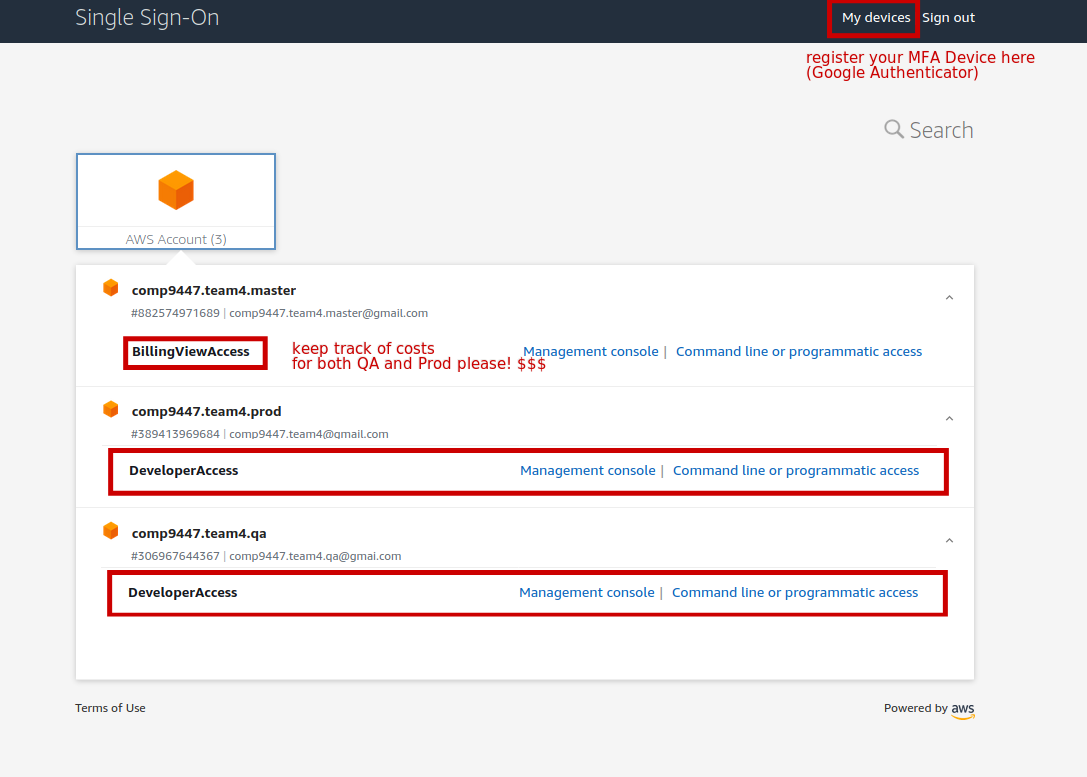 Single Sign-On
My devices Sign out
register your MFA Device here
(Google Authenticator)
Search
AWS Account (3)
comp9447.team4.master
#882574971689 | comp9447.team4.master@gmail.com
BillingViewAccess
keep track of costs
for both QA and Prod please! $$$
Management console | Command line or programmatic access
comp9447.team4.prod
#389413969684 | comp9447.team4@gmail.com
DeveloperAccess Management console | Command line or programmatic access
comp9447.team4.qa
#306967644367 | comp9447.team4.qa@gmai.com
DeveloperAccess Management console | Command line or programmatic access
Terms of Use
Powered by aws